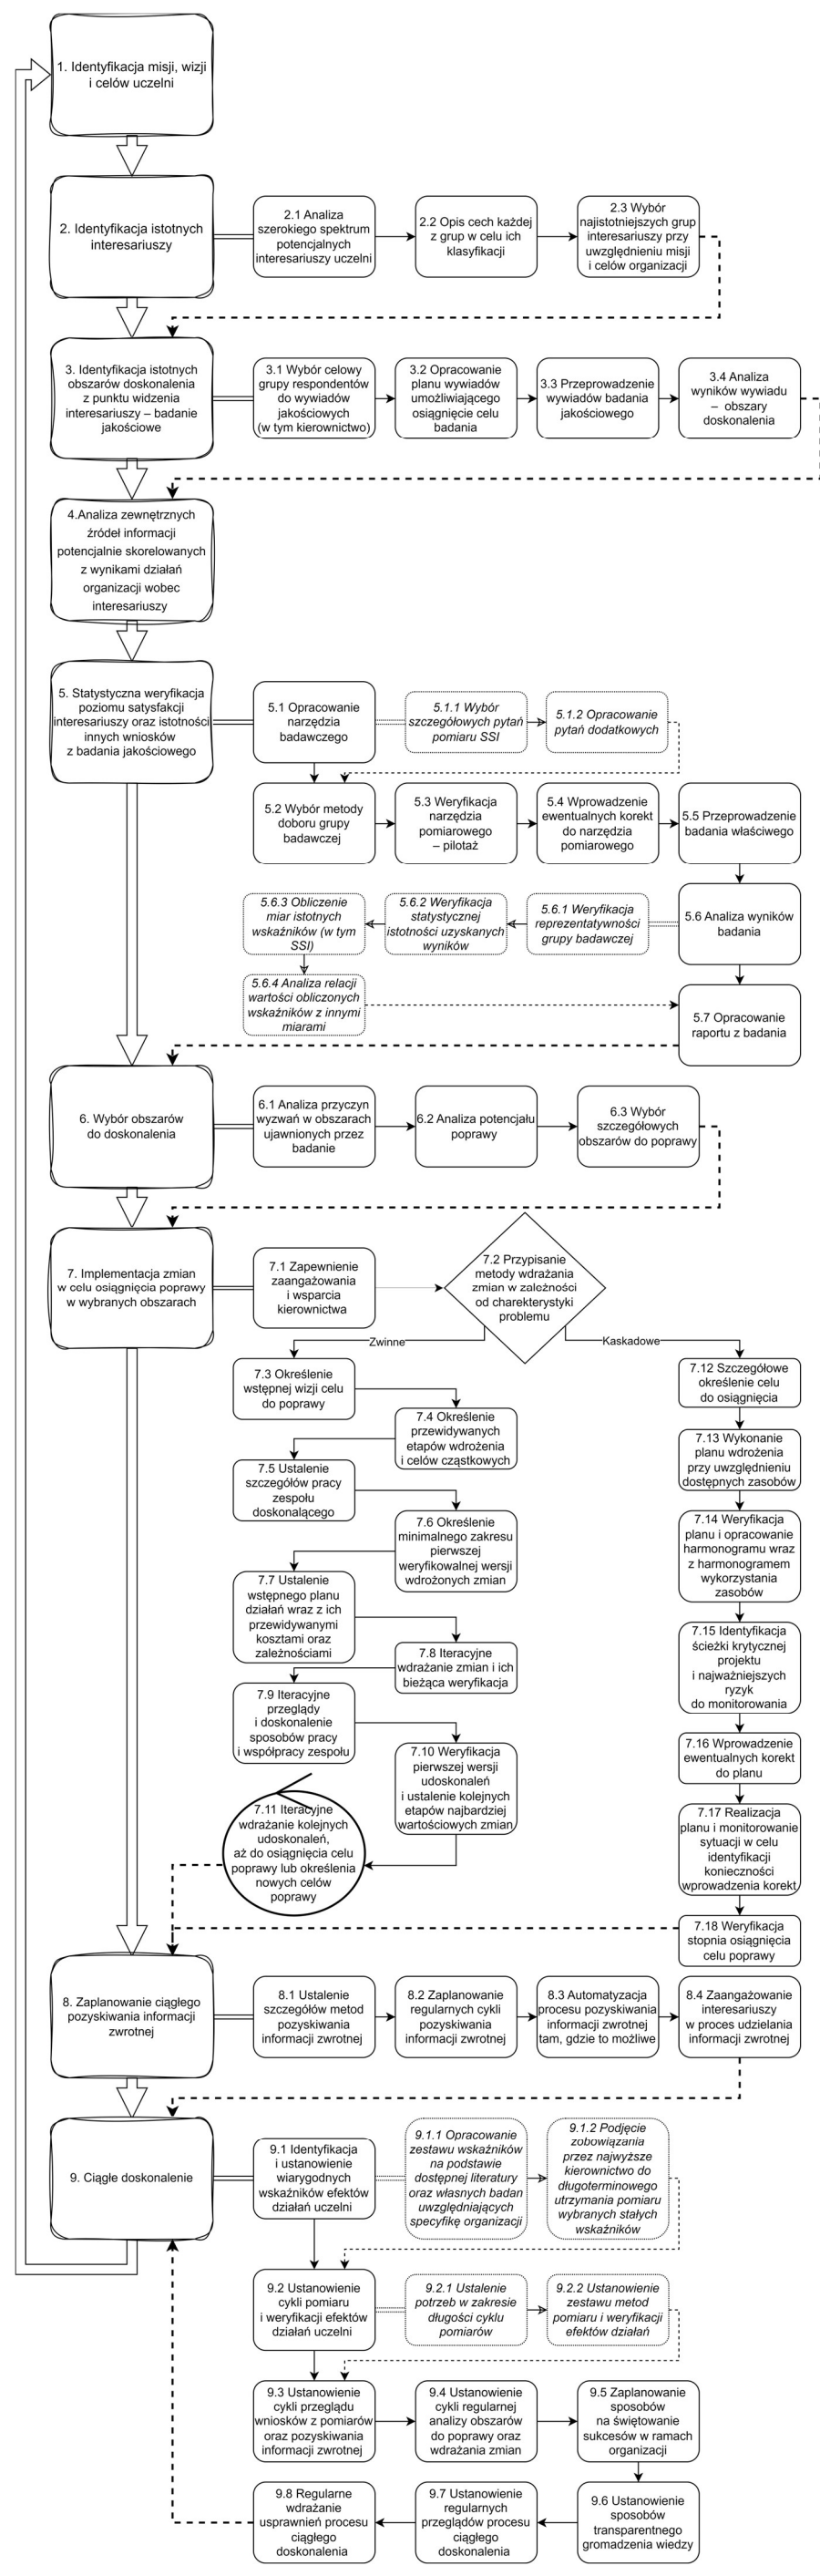 1. Identyfikacja misji, wizji
i celów uczelni
2. Identyfikacja istotnych
interesariuszy
2.1 Analiza
szerokiego spektrum
potencjalnych
interesariuszy uczelni
2.2 Opis cech każdej
z grup w celu ich
klasyfikacji
2.3 Wybór
najistotniejszych grup
interesariuszy przy
uwzględnieniu misji
i celów organizacji
3. Identyfikacja istotnych
obszarów doskonalenia
z punktu widzenia
interesariuszy – badanie
jakościowe
3.1 Wybór celowy
grupy respondentów
do wywiadów
jakościowych
(w tym kierownictwo)
3.2 Opracowanie
planu wywiadów
umożliwiającego
osiągnięcie celu
badania
3.3 Przeprowadzenie
wywiadów badania
jakościowego
3.4 Analiza
wyników wywiadu
– obszary
doskonalenia
4.Analiza zewnętrznych
źródeł informacji
potencjalnie skorelowanych
z wynikami działań
organizacji wobec
interesariuszy
5. Statystyczna weryfikacja
poziomu satysfakcji
interesariuszy oraz istotności
innych wniosków
z badania jakościowego
5.1 Opracowanie
narzędzia
badawczego
5.1.1 Wybór
szczegółowych pytań
pomiaru SSI
5.1.2 Opracowanie
pytań dodatkowych
5.2 Wybór metody
doboru grupy
badawczej
5.3 Weryfikacja
narzędzia
pomiarowego
– pilotaż
5.4 Wprowadzenie
ewentualnych korekt
do narzędzia
pomiarowego
5.5 Przeprowadzenie
badania właściwego
5.6.3 Obliczenie
miar istotnych
wskaźników (w tym
SSI)
5.6.2 Weryfikacja
statystycznej
istotności uzyskanych
wyników
5.6.1 Weryfikacja
reprezentatywności
grupy badawczej
5.6 Analiza wyników
badania
5.6.4 Analiza relacji
wartości obliczonych
wskaźników z innymi
miarami
5.7 Opracowanie
raportu z badania
6. Wybór obszarów
do doskonalenia
6.1 Analiza przyczyn
wyzwań w obszarach
ujawnionych przez
badanie
6.2 Analiza potencjału
poprawy
6.3 Wybór
szczegółowych
obszarów do poprawy
7. Implementacja zmian
w celu osiągnięcia poprawy
w wybranych obszarach
7.1 Zapewnienie
zaangażowania
i wsparcia
kierownictwa
7.2 Przypisanie
metody wdrażania
zmian w zależności
od charekterystyki
problemu
Zwinne
Kaskadowe
7.3 Określenie
wstępnej wizji celu
do poprawy
7.4 Określenie
przewidywanych
etapów wdrożenia
i celów cząstkowych
7.5 Ustalenie
szczegółów pracy
zespołu
doskonalącego
7.6 Określenie
minimalnego zakresu
pierwszej
weryfikowalnej wersji
wdrożonych zmian
7.7 Ustalenie
wstępnego planu
działań wraz z ich
przewidywanymi
kosztami oraz
zależnościami
7.8 Iteracyjne
wdrażanie zmian i ich
bieżąca weryfikacja
7.9 Iteracyjne
przeglądy
i doskonalenie
sposobów pracy
i współpracy zespołu
7.10 Weryfikacja
pierwszej wersji
udoskonaleń
i ustalenie kolejnych
etapów najbardziej
wartościowych zmian
7.11 Iteracyjne
wdrażanie kolejnych
udoskonaleń,
aż do osiągnięcia celu
poprawy lub określenia
nowych celów
poprawy
7.12 Szczegółowe
określenie celu
do osiągnięcia
7.13 Wykonanie
planu wdrożenia
przy uwzględnieniu
dostępnych zasobów
7.14 Weryfikacja
planu i opracowanie
harmonogramu wraz
z harmonogramem
wykorzystania
zasobów
7.15 Identyfikacja
ścieżki krytycznej
projektu
i najważniejszych
ryzyk
do monitorowania
7.16 Wprowadzenie
ewentualnych korekt
do planu
7.17 Realizacja
planu i monitorowanie
sytuacji w celu
identyfikacji
konieczności
wprowadzenia korekt
7.18 Weryfikacja
stopnia osiągnięcia
celu poprawy
8. Zaplanowanie ciągłego
pozyskiwania informacji
zwrotnej
8.1 Ustalenie
szczegółów metod
pozyskiwania
informacji zwrotnej
8.2 Zaplanowanie
regularnych cykli
pozyskiwania
informacji zwrotnej
8.3 Automatyzacja
procesu pozyskiwania
informacji zwrotnej
tam, gdzie to możliwe
8.4 Zaangażowanie
interesariuszy
w proces udzielania
informacji zwrotnej
9. Ciągłe doskonalenie
9.1 Identyfikacja
i ustanowienie
wiarygodnych
wskaźników efektów
działań uczelni
9.1.1 Opracowanie
zestawu wskaźników
na podstawie
dostępnej literatury
oraz własnych badan
uwzględniających
specyfikę organizacji
9.1.2 Podjęcie
zobowiązania
przez najwyższe
kierownictwo do
długoterminowego
utrzymania pomiaru
wybranych stałych
wskaźników
9.2 Ustanowienie
cykli pomiaru
i weryfikacji efektów
działań uczelni
9.2.1 Ustalenie
potrzeb w zakresie
długości cyklu
pomiarów
9.2.2 Ustanowienie
zestawu metod
pomiaru i weryfikacji
efektów działań
9.3 Ustanowienie
cykli przeglądu
wniosków z pomiarów
oraz pozyskiwania
informacji zwrotnej
9.4 Ustanowienie
cykli regularnej
analizy obszarów
do poprawy oraz
wdrażania zmian
9.5 Zaplanowanie
sposobów
na świętowanie
sukcesów w ramach
organizacji
9.8 Regularne
wdrażanie
usprawnień procesu
ciągłego
doskonalenia
9.7 Ustanowienie
regularnych
przeglądów procesu
ciągłego
doskonalenia
9.6 Ustanowienie
sposobów
transparentnego
gromadzenia wiedzy